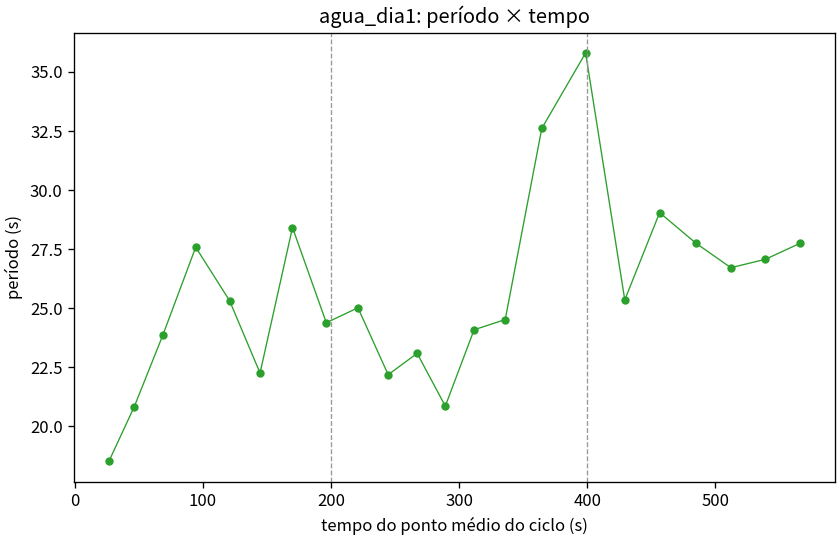 agua_dia1: período × tempo
período (s)
35.0
32.5
30.0
27.5
25.0
22.5
20.0
0 100 200 300 400 500
tempo do ponto médio do ciclo (s)